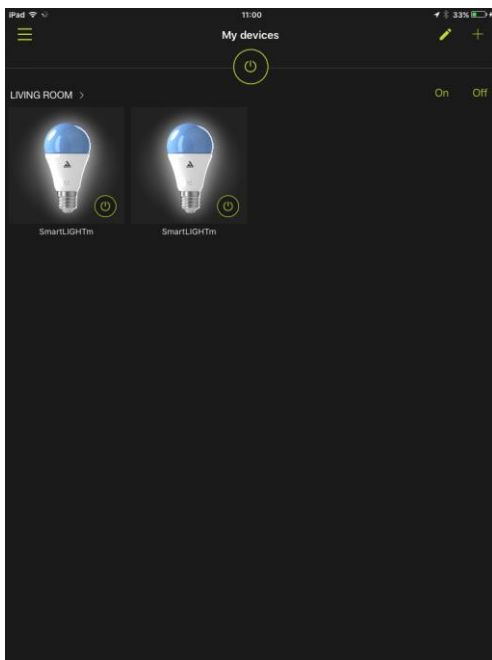 iPad 11:00 33%
My devices
LIVING ROOM > On Off
SmartLIGHTm SmartLIGHTm